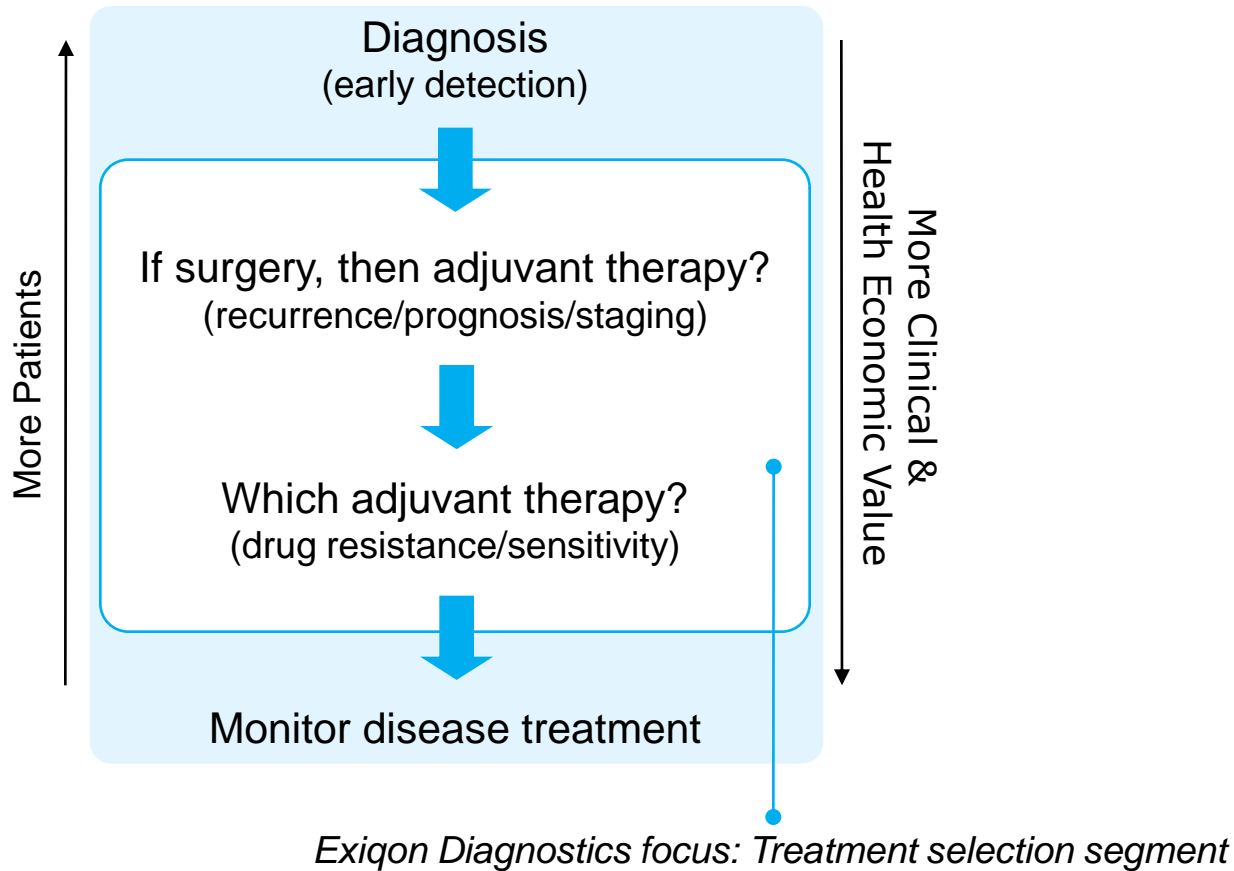 Diagnosis
(early detection)
If surgery, then adjuvant therapy?
(recurrence/prognosis/staging)
Which adjuvant therapy?
(drug resistance/sensitivity)
Monitor disease treatment
More Patients
More Clinical &
Health Economic Value
Exiqon Diagnostics focus: Treatment selection segment